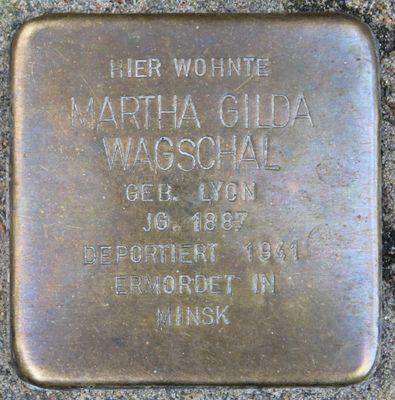 HIER WOHNTE
MARTHA GILDA
WAGSCHAL
GEB. LYON
JG. 1887
DEPORTIERT 1941
ERMORDET IN
MINSK